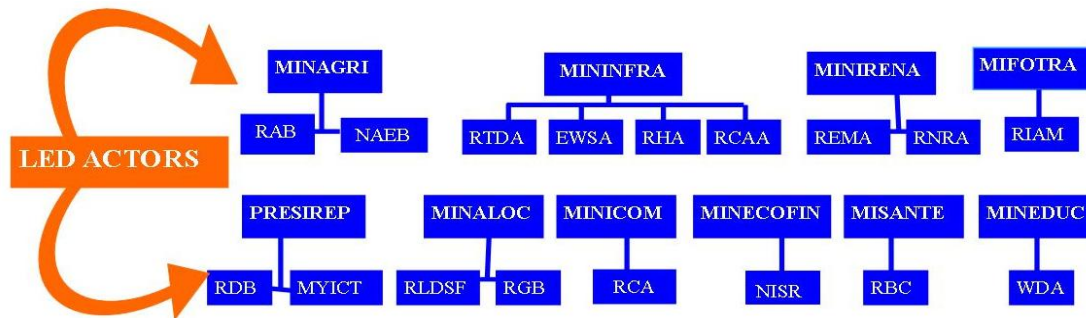 MINAGRI MININFRA MINIRENA MIFOTRA
RAB NAEB RTDA EWSA RHA RCAA REMA RNRA RIAM
LED ACTORS
PRESIREP MINALOC MINICOM MINECOFIN MISANTE MINEDUC
RDB MYICT RLDSF RGB RCA NISR RBC WDA